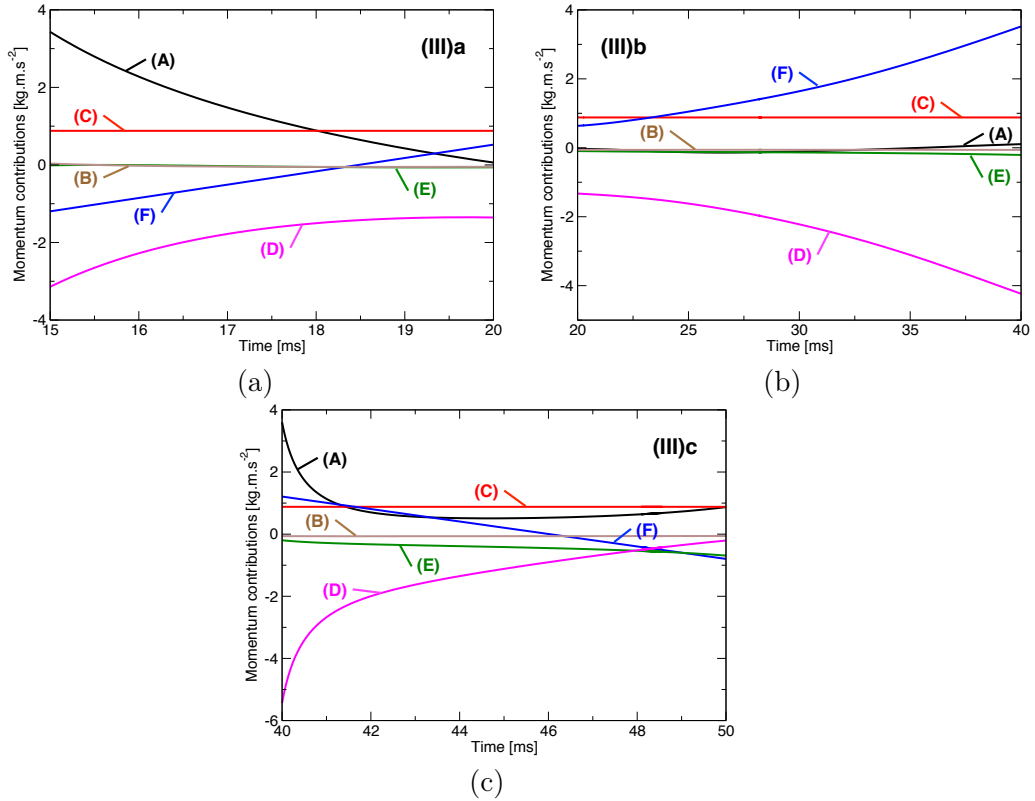 (III)a
(A)
(C)
(B)
(F)
(E)
(D)
Momentum contributions [kg.m.s-2]
4
2
0
-2
-4
15
16
17
18
19
20
Time [ms]
(a)
(III)b
(F)
(C)
(B)
(A)
(E)
(D)
Momentum contributions [kg.m.s-2]
4
2
0
-2
-4
20
25
30
35
40
Time [ms]
(b)
(III)c
(A)
(C)
(B)
(F)
(E)
(D)
Momentum contributions [kg.m.s-2]
4
2
0
-2
-4
-6
40
42
44
46
48
50
Time [ms]
(c)